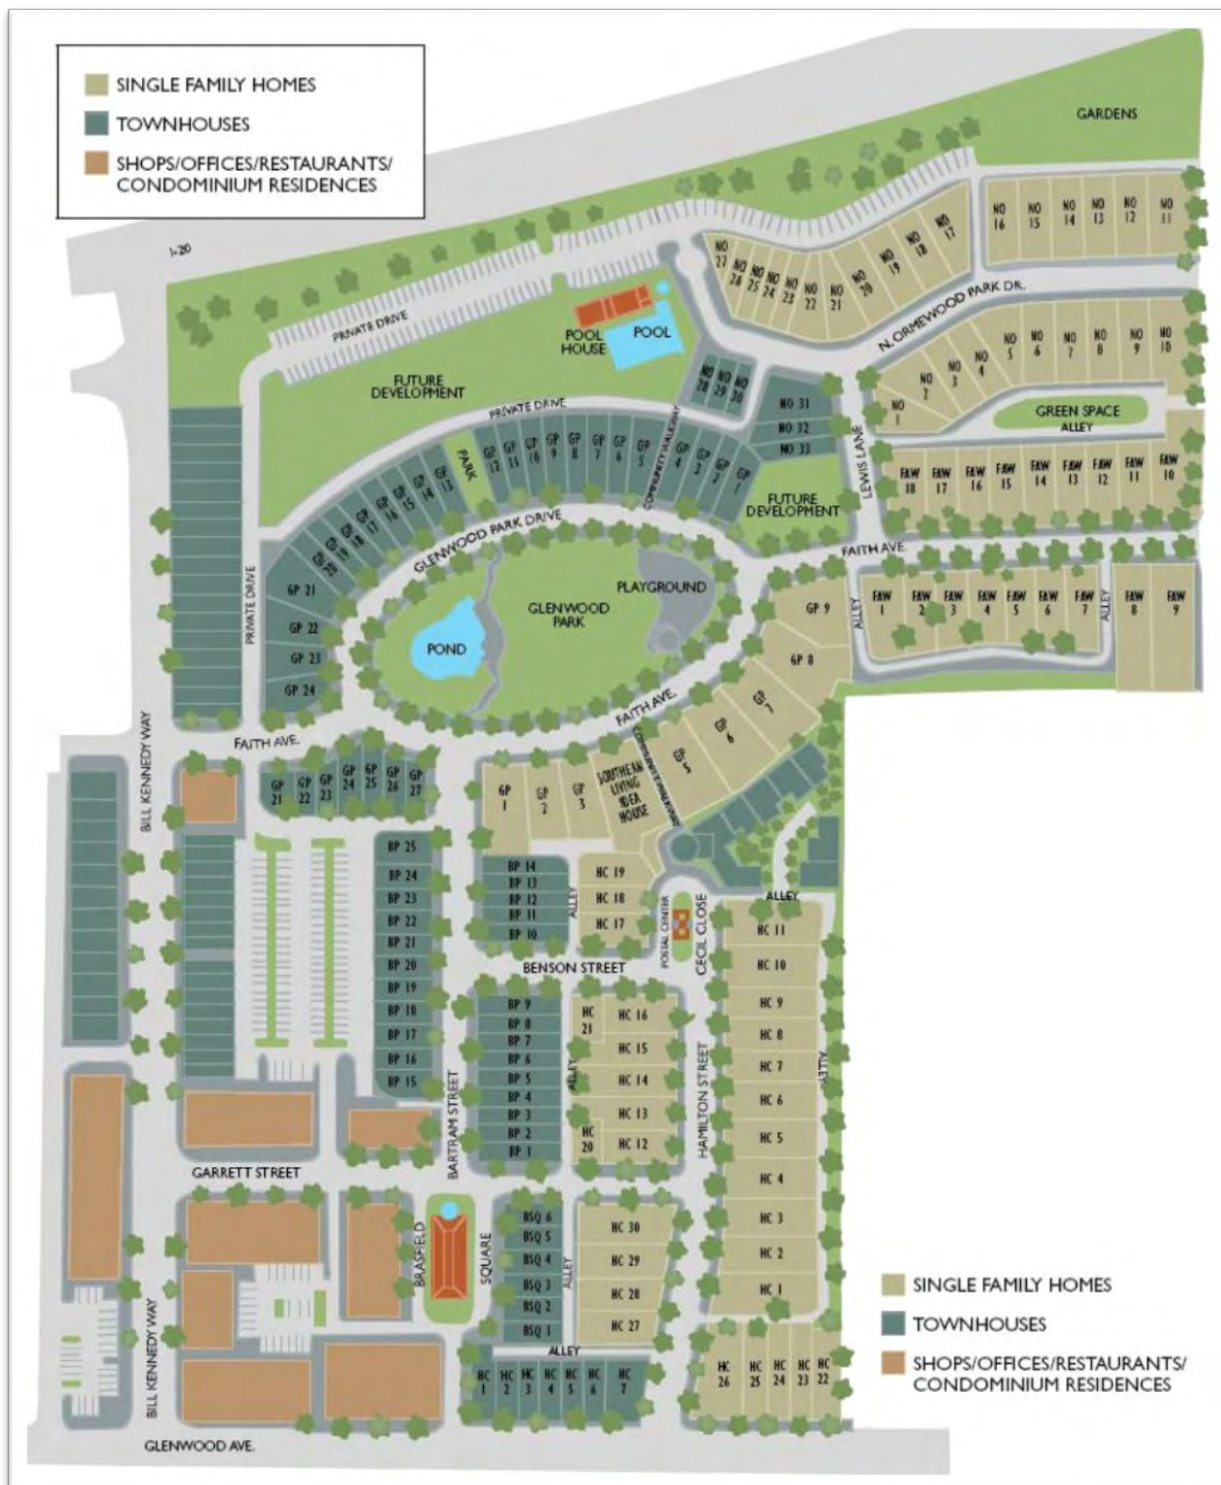 SINGLE FAMILY HOMES
TOWNHOUSES
SHOPS/OFFICES/RESTAURANTS/
CONDOMINIUM RESIDENCES
GARDENS
I-20
NO 16
NO 15
NO 14
NO 13
NO 12
NO 11
NO 27
NO 26
NO 25
NO 24
NO 23
NO 22
NO 21
NO 20
NO 19
NO 18
NO 17
N. ORMEWOOD PARK DR.
PRIVATE DRIVE
POOL
HOUSE
POOL
NO 1
NO 2
NO 3
NO 4
NO 5
NO 6
NO 7
NO 8
NO 9
NO 10
FUTURE
DEVELOPMENT
NO 28
NO 29
NO 30
NO 31
NO 32
NO 33
GREEN SPACE
ALLEY
PRIVATE DRIVE
PARK
COMMUNITY WALKWAY
LEWIS LANE
GP 12
GP 11
GP 10
GP 9
GP 8
GP 7
GP 6
GP 5
GP 4
GP 3
GP 2
GP 1
GP 13
GP 14
GP 15
GP 16
GP 17
FAW 18
FAW 17
FAW 16
FAW 15
FAW 14
FAW 13
FAW 12
FAW 11
FAW 10
FUTURE
DEVELOPMENT
GLENWOOD PARK DRIVE
FAITH AVE.
PRIVATE DRIVE
GP 21
GP 22
GP 23
GP 24
PLAYGROUND
GLENWOOD
PARK
POND
GP 9
GP 8
GP 7
GP 6
GP 5
ALLEY
FAW 1
FAW 2
FAW 3
FAW 4
FAW 5
FAW 6
FAW 7
ALLEY
FAW 8
FAW 9
FAITH AVE.
FAITH AVE.
COMMUNITY WALKWAY
BILL KENNEDY WAY
GP 21
GP 22
GP 23
GP 24
GP 25
GP 26
GP 27
GP 1
GP 2
GP 3
SOUTHERN
LIVING
IDEA
HOUSE
BP 25
BP 24
BP 23
BP 22
BP 21
BP 20
BP 19
BP 18
BP 17
BP 16
BP 15
BP 14
BP 13
BP 12
BP 11
BP 10
ALLEY
HC 19
HC 18
HC 17
POSTAL CENTER
CECIL CLOSE
ALLEY
HC 11
HC 10
HC 9
HC 8
HC 7
HC 6
HC 5
HC 4
HC 3
HC 2
HC 1
ALLEY
BENSON STREET
BP 9
BP 8
BP 7
BP 6
BP 5
BP 4
BP 3
BP 2
BP 1
ALLEY
HC 21
HC 16
HC 15
HC 14
HC 13
HC 20
HC 12
HAMILTON STREET
BARTRAM STREET
GARRETT STREET
BRASFIELD
SQUARE
BSQ 6
BSQ 5
BSQ 4
BSQ 3
BSQ 2
BSQ 1
ALLEY
HC 30
HC 29
HC 28
HC 27
ALLEY
HC 1
HC 2
HC 3
HC 4
HC 5
HC 6
HC 7
HC 26
HC 25
HC 24
HC 23
HC 22
BILL KENNEDY WAY
GLENWOOD AVE.
SINGLE FAMILY HOMES
TOWNHOUSES
SHOPS/OFFICES/RESTAURANTS/
CONDOMINIUM RESIDENCES